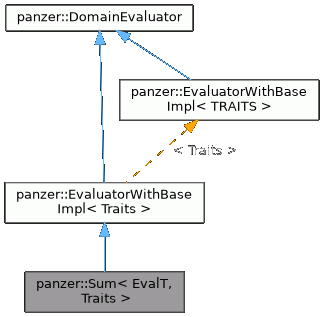 panzer::DomainEvaluator
panzer::EvaluatorWithBase
Impl< TRAITS >
< Traits >
panzer::EvaluatorWithBase
Impl< Traits >
panzer::Sum< EvalT,
Traits >